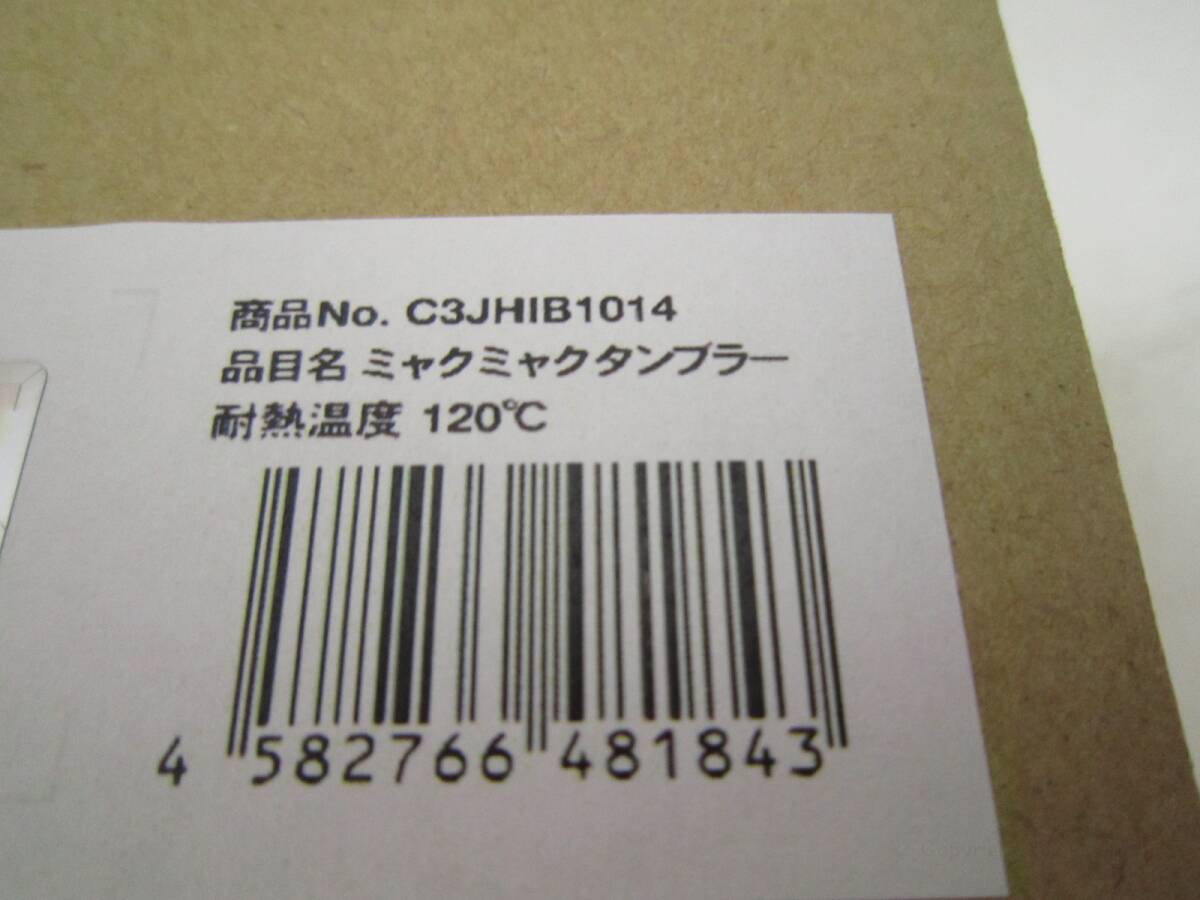 商品No. C3JHIB1014
品目名 ミャクミャクタンブラー
耐熱温度 120℃
4 582766 481843